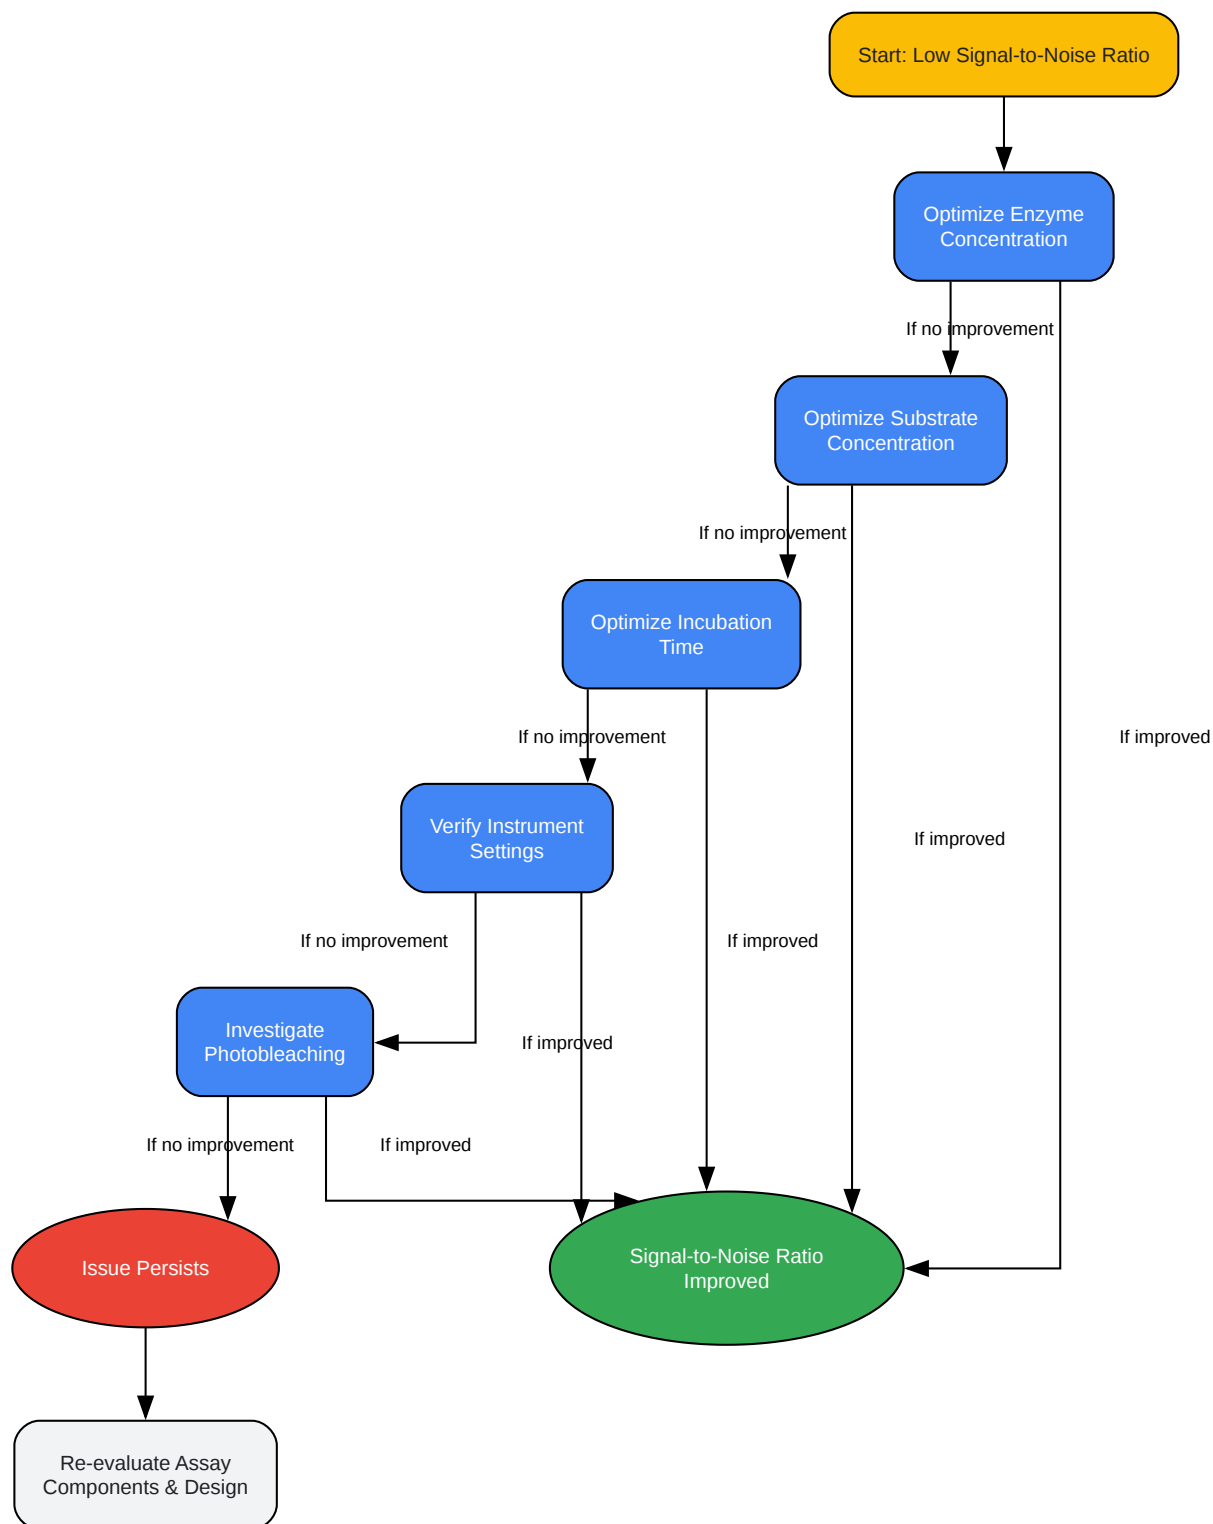 Start: Low Signal-to-Noise Ratio
Optimize Enzyme
Concentration
If no improvement
Optimize Substrate
Concentration
If no improvement
Optimize Incubation
Time
If no improvement
If improved
Verify Instrument
Settings
If improved
If no improvement
If improved
Investigate
Photobleaching
If improved
If no improvement
If improved
Issue Persists
Signal-to-Noise Ratio
Improved
Re-evaluate Assay
Components & Design